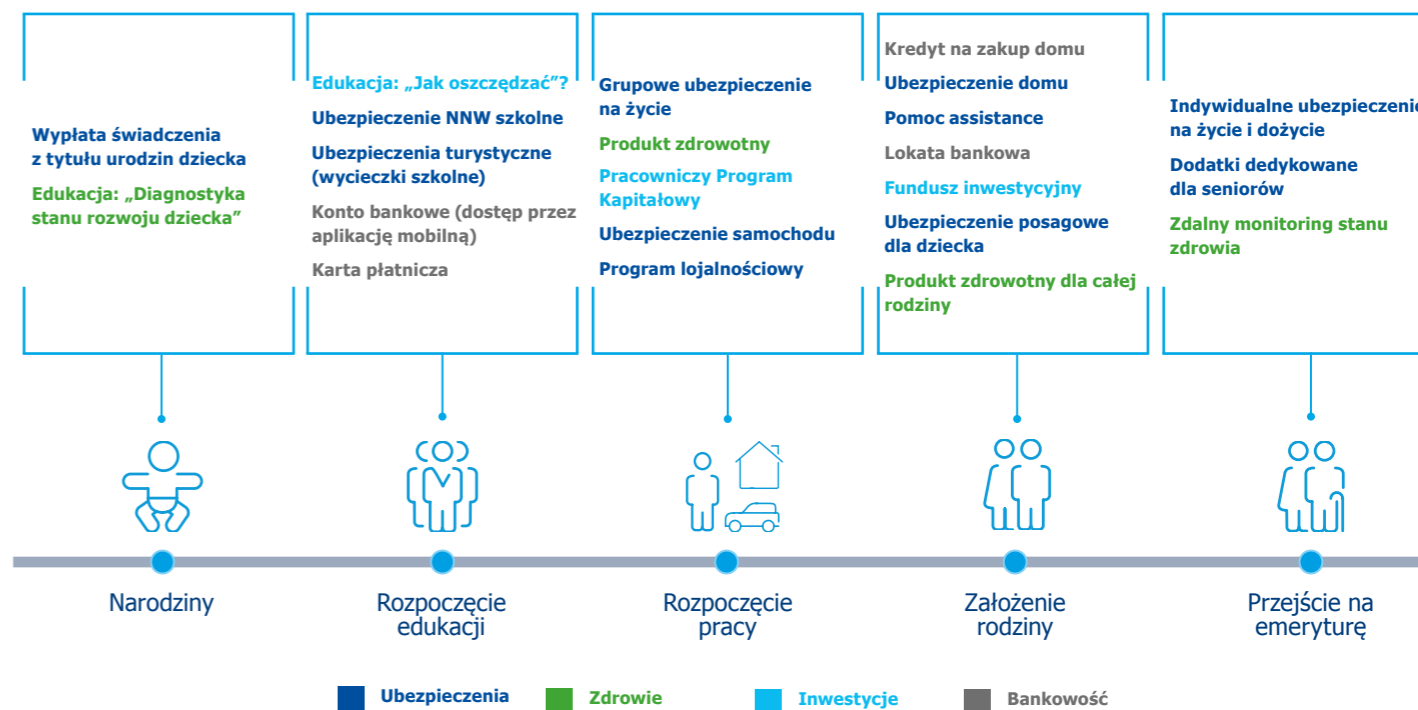 Wypłata świadczenia
z tytułu urodzin dziecka
Edukacja: „Diagnostyka
stanu rozwoju dziecka”
Edukacja: „Jak oszczędzać”?
Ubezpieczenie NNW szkolne
Ubezpieczenia turystyczne
(wycieczki szkolne)
Konto bankowe (dostęp przez
aplikację mobilną)
Karta płatnicza
Grupowe ubezpieczenie
na życie
Produkt zdrowotny
Pracowniczy Program
Kapitałowy
Ubezpieczenie samochodu
Program lojalnościowy
Kredyt na zakup domu
Ubezpieczenie domu
Pomoc assistance
Lokata bankowa
Fundusz inwestycyjny
Ubezpieczenie posagowe
dla dziecka
Produkt zdrowotny dla całej
rodziny
Indywidualne ubezpieczenie
na życie i dożycie
Dodatki dedykowane
dla seniorów
Zdalny monitoring stanu
zdrowia
Narodziny
Rozpoczęcie
edukacji
Rozpoczęcie
pracy
Założenie
rodziny
Przejście na
emeryturę
Ubezpieczenia
Zdrowie
Inwestycje
Bankowość